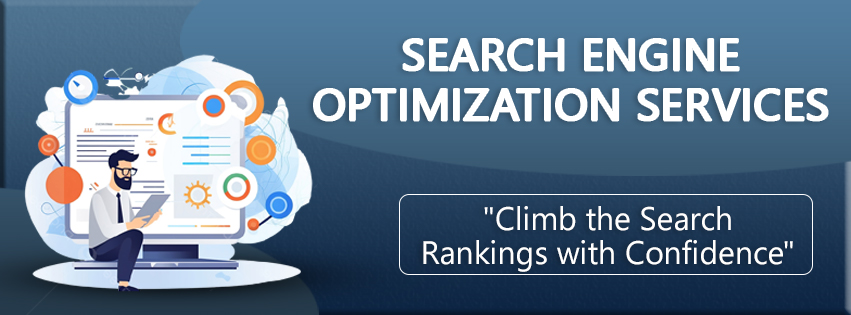 SEARCH ENGINE
OPTIMIZATION SERVICES
"Climb the Search
Rankings with Confidence"